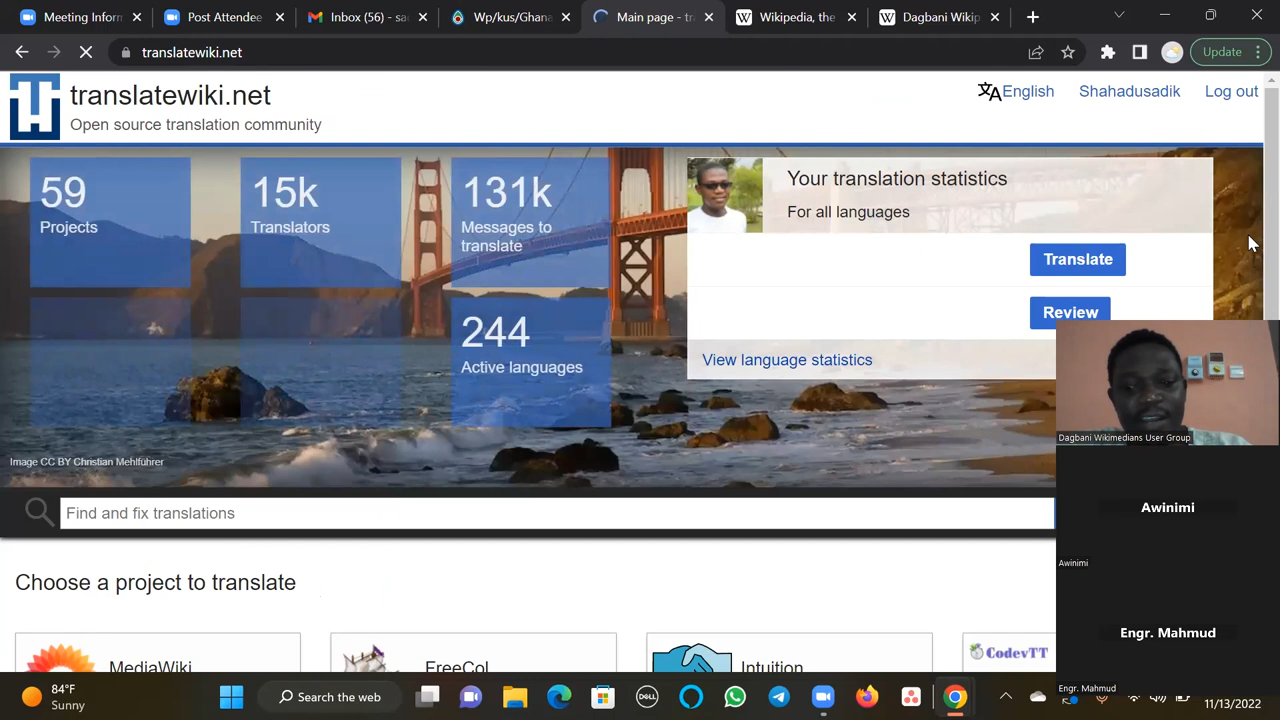 Meeting Inform
Post Attendee
Inbox (56) - sa
Wp/kus/Ghana
Main page - tr
Wikipedia, the
Dagbani Wikip
translatewiki.net
Update
translatewiki.net
Open source translation community
English
Shahadusadik
Log out
59
Projects
15k
Translators
131k
Messages to
translate
244
Active languages
Your translation statistics
For all languages
Translate
Review
View language statistics
Image CC BY Christian Mehlführer
Find and fix translations
Choose a project to translate
MediaWiki
FreeCol
Intuition
CodevTT
Dagbani Wikimedians User Group
Awinimi
Awinimi
Engr. Mahmud
Engr. Mahmud
84°F
Sunny
Search the web
DELL
11/13/2022